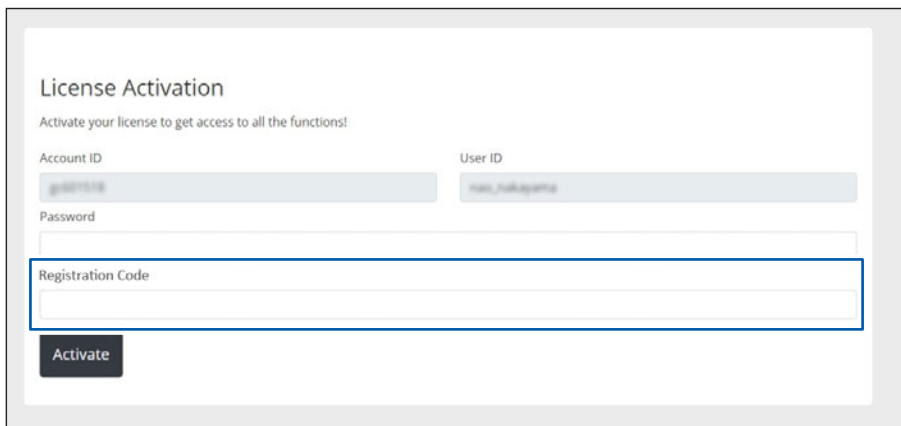 License Activation
Activate your license to get access to all the functions!
Account ID
User ID
Password
Registration Code
Activate